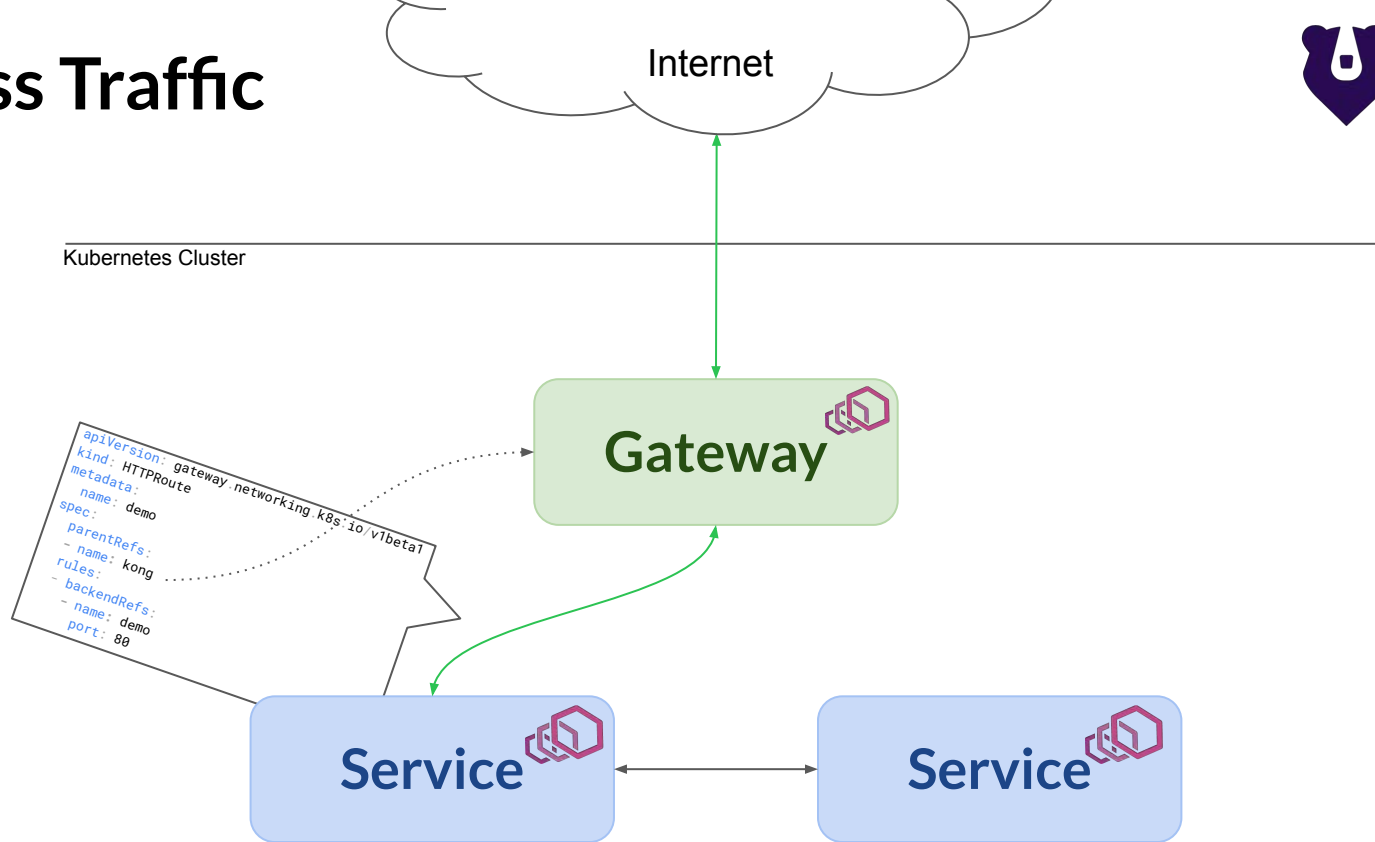 Internet
ss Traffic
Kubernetes Cluster
Gateway
apiVersion: gateway.networking.k8s.io/v1beta1
kind: HTTPRoute
metadata:
  name: demo
spec:
  parentRefs:
  - name: kong
  rules:
  - backendRefs:
    - name: demo
      port: 80
Service
Service